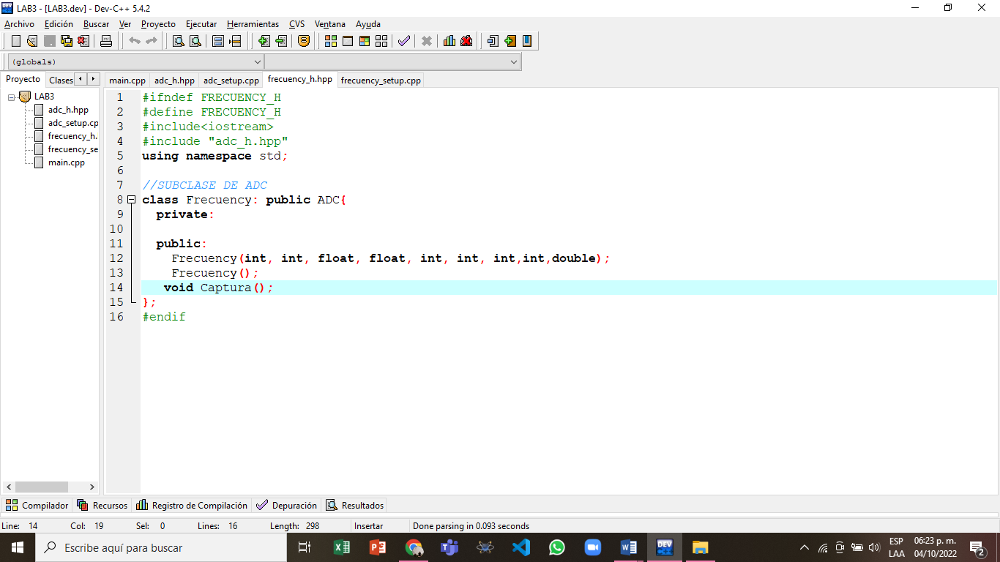 LAB3 - [LAB3.dev] - Dev-C++ 5.4.2
Archivo Edición Buscar Ver Proyecto Ejecutar Herramientas CVS Ventana Ayuda
(globals)
Proyecto Clases main.cpp adc_h.hpp adc_setup.cpp frecuency_h.hpp frecuency_setup.cpp
LAB3
adc_h.hpp
adc_setup.cp
frecuency_h.
frecuency_se
main.cpp
1 #ifndef FRECUENCY_H
2 #define FRECUENCY_H
3 #include<iostream>
4 #include "adc_h.hpp"
5 using namespace std;
6
7 //SUBCLASE DE ADC
8 class Frecuency: public ADC{
9 private:
10
11 public:
12 Frecuency(int, int, float, float, int, int, int,int,double);
13 Frecuency();
14 void Captura();
15 };
16 #endif
Compilador Recursos Registro de Compilación Depuración Resultados
Line: 14 Col: 19 Sel: 0 Lines: 16 Length: 298 Insertar Done parsing in 0.093 seconds
Escribe aquí para buscar
DEV
ESP 06:23 p. m.
LAA 04/10/2022
2